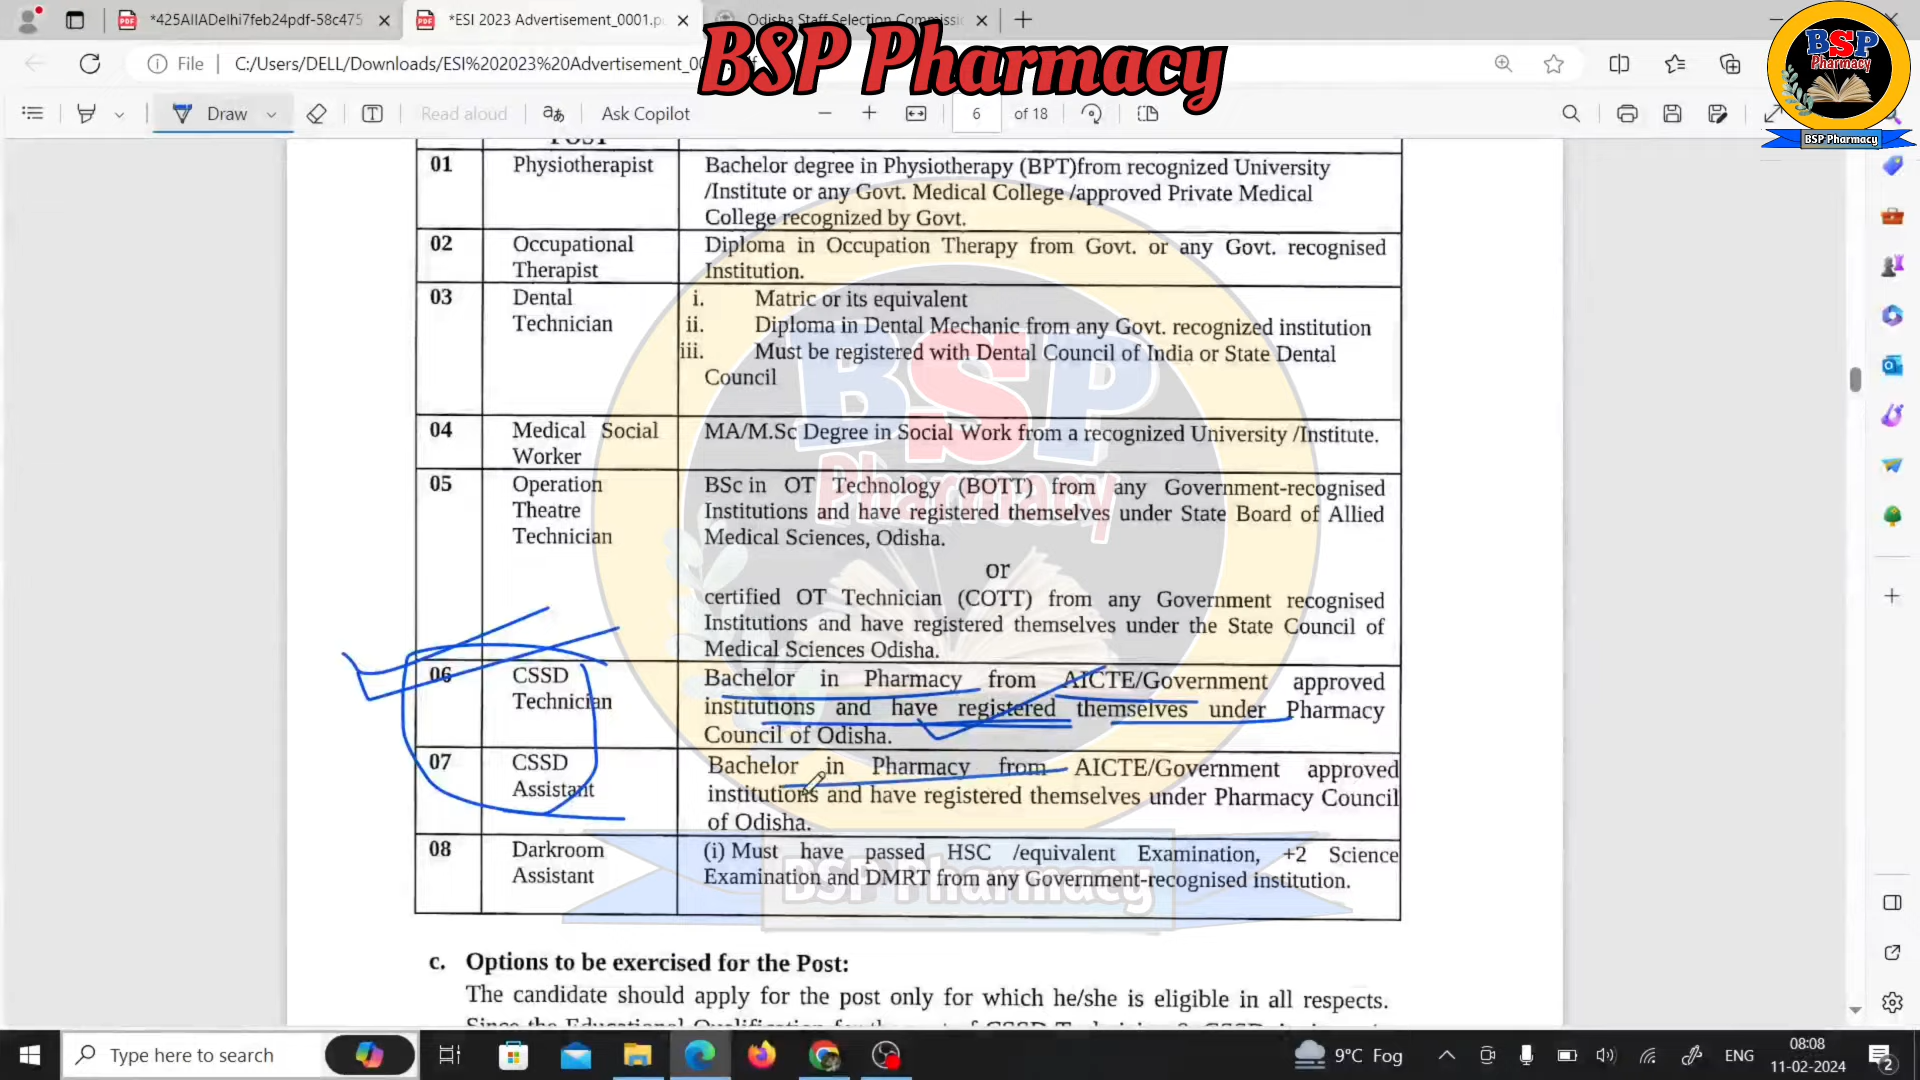 *425AIIADelhi7feb24pdf-58c475
*ESI 2023 Advertisement_0001.p
Odisha Staff Selection Commissi
BSP Pharmacy
BSP
Pharmacy
BSP Pharmacy
File
C:/Users/DELL/Downloads/ESI%202023%20Advertisement_00
Draw
Read aloud
Ask Copilot
6 of 18
POST
01 Physiotherapist Bachelor degree in Physiotherapy (BPT)from recognized University
/Institute or any Govt. Medical College /approved Private Medical
College recognized by Govt.
02 Occupational Diploma in Occupation Therapy from Govt. or any Govt. recognised
Therapist Institution.
03 Dental i. Matric or its equivalent
Technician ii. Diploma in Dental Mechanic from any Govt. recognized institution
iii. Must be registered with Dental Council of India or State Dental
Council
04 Medical Social MA/M.Sc Degree in Social Work from a recognized University /Institute.
Worker
05 Operation BSc in OT Technology (BOTT) from any Government-recognised
Theatre Institutions and have registered themselves under State Board of Allied
Technician Medical Sciences, Odisha.
or
certified OT Technician (COTT) from any Government recognised
Institutions and have registered themselves under the State Council of
Medical Sciences Odisha.
06 CSSD Bachelor in Pharmacy from AICTE/Government approved
Technician institutions and have registered themselves under Pharmacy
Council of Odisha.
07 CSSD Bachelor in Pharmacy from AICTE/Government approved
Assistant institutions and have registered themselves under Pharmacy Council
of Odisha.
08 Darkroom (i) Must have passed HSC /equivalent Examination, +2 Science
Assistant Examination and DMRT from any Government-recognised institution.
BSP
Pharmacy
BSP Pharmacy
c. Options to be exercised for the Post:
The candidate should apply for the post only for which he/she is eligible in all respects.
Type here to search
9°C Fog
ENG
08:08
11-02-2024
2